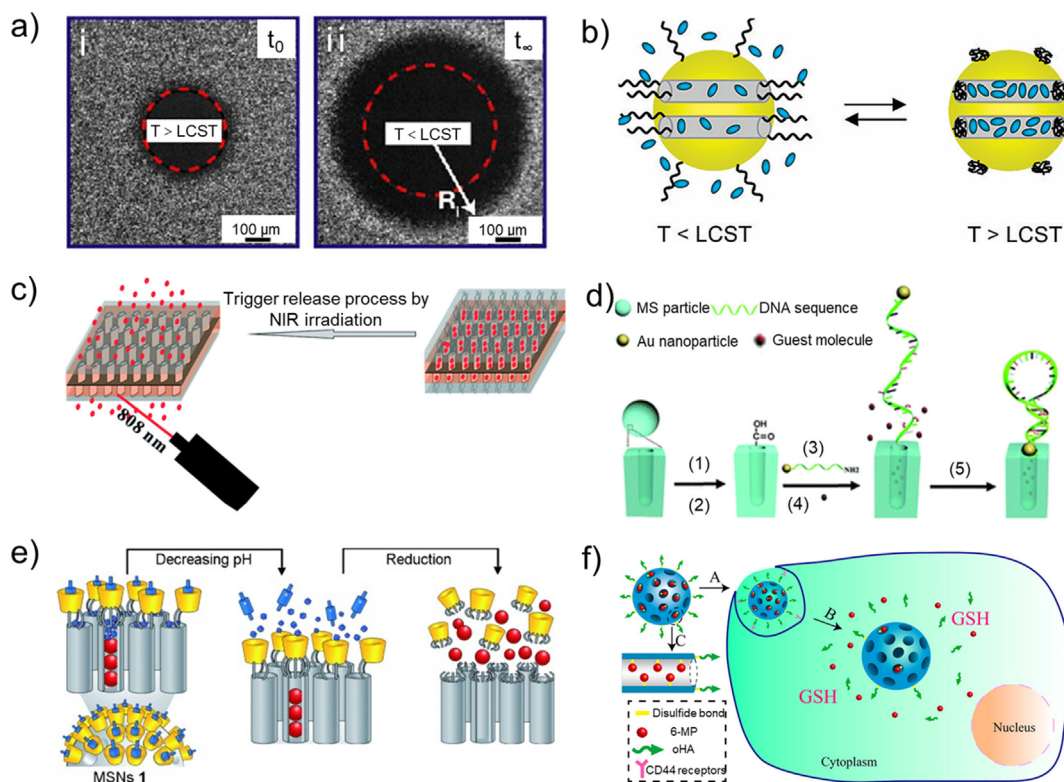 a)
i
t₀
T > LCST
100 µm
ii
t∞
T < LCST
Rᵢ
100 µm
b)
T < LCST
T > LCST
c)
Trigger release process by
NIR irradiation
808 nm
d)
MS particle
DNA sequence
Au nanoparticle
Guest molecule
(1)
(2)
OH
C=O
(3)
NH2
(4)
(5)
e)
Decreasing pH
Reduction
MSNs 1
f)
A
B
C
GSH
GSH
Disulfide bond
6-MP
oHA
CD44 receptors
Nucleus
Cytoplasm